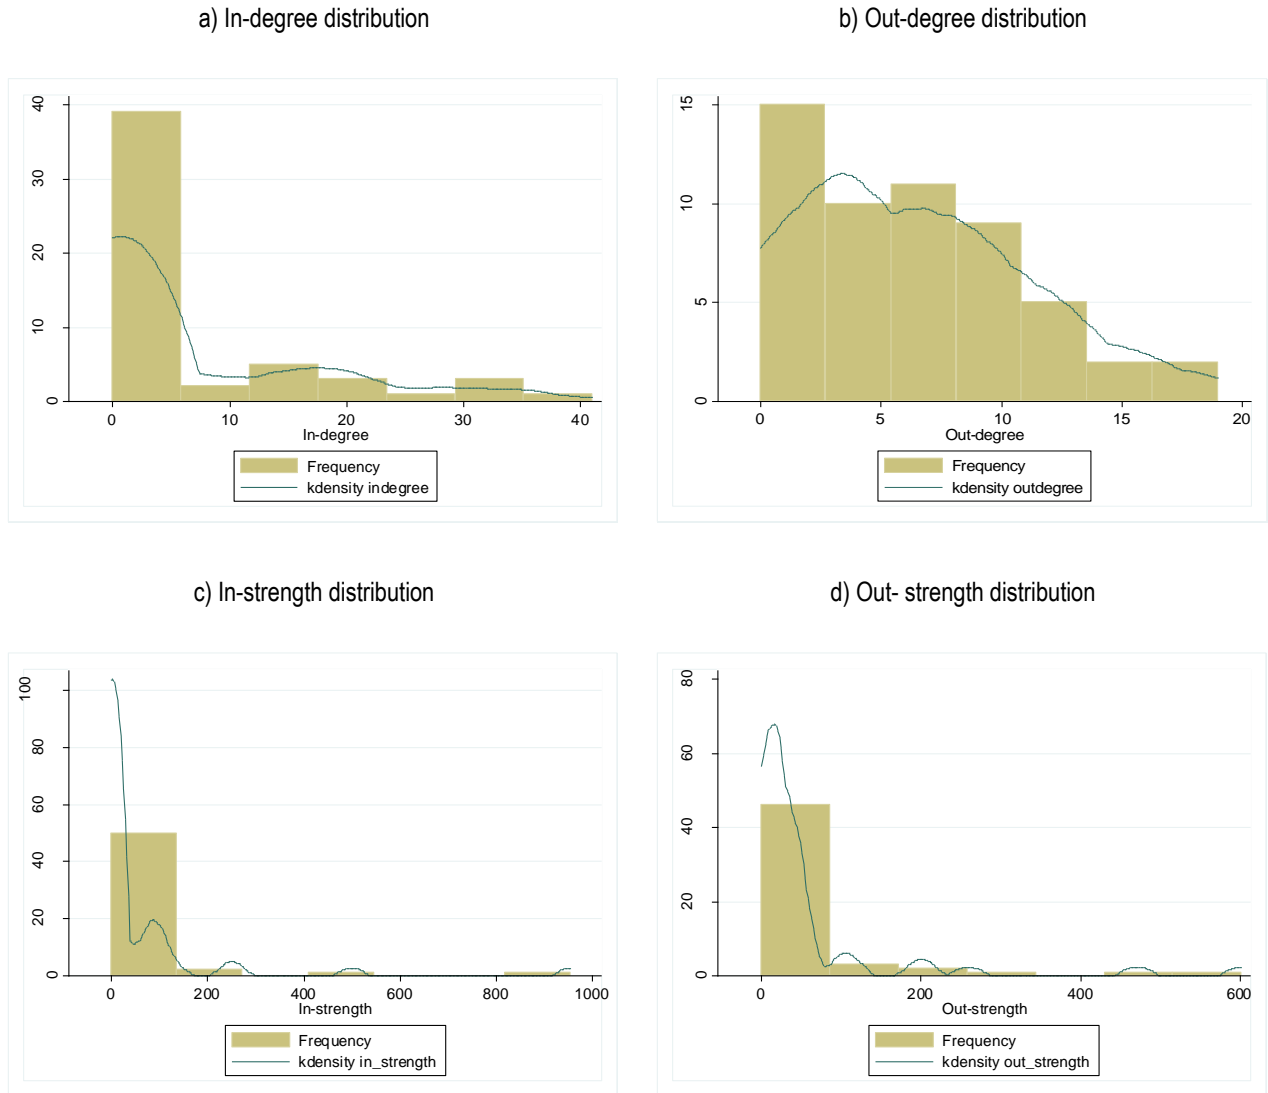 a) In-degree distribution
b) Out-degree distribution
40
30
20
10
0
0 10 20 30 40
In-degree
Frequency
kdensity indegree
15
10
5
0
0 5 10 15 20
Out-degree
Frequency
kdensity outdegree
c) In-strength distribution
d) Out- strength distribution
100
80
60
40
20
0
0 200 400 600 800 1000
In-strength
Frequency
kdensity in_strength
80
60
40
20
0
0 200 400 600
Out-strength
Frequency
kdensity out_strength